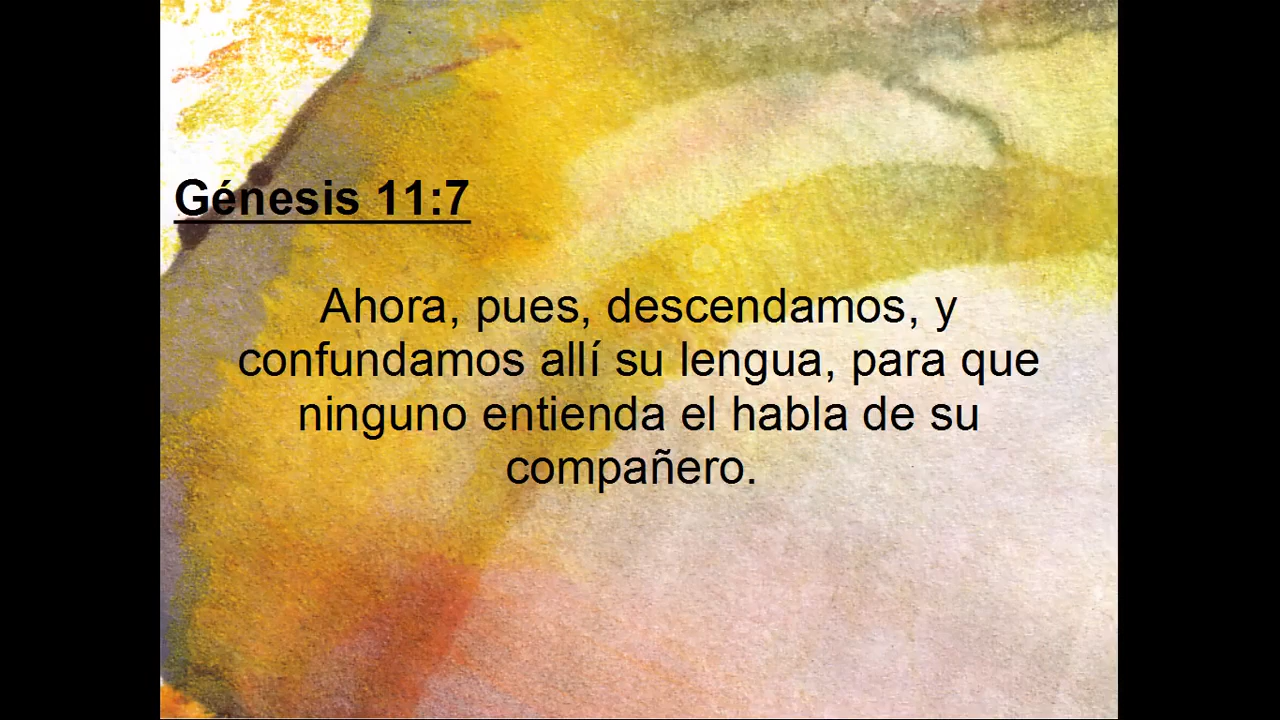 Génesis 11:7
Ahora, pues, descendamos, y
confundamos allí su lengua, para que
ninguno entienda el habla de su
compañero.